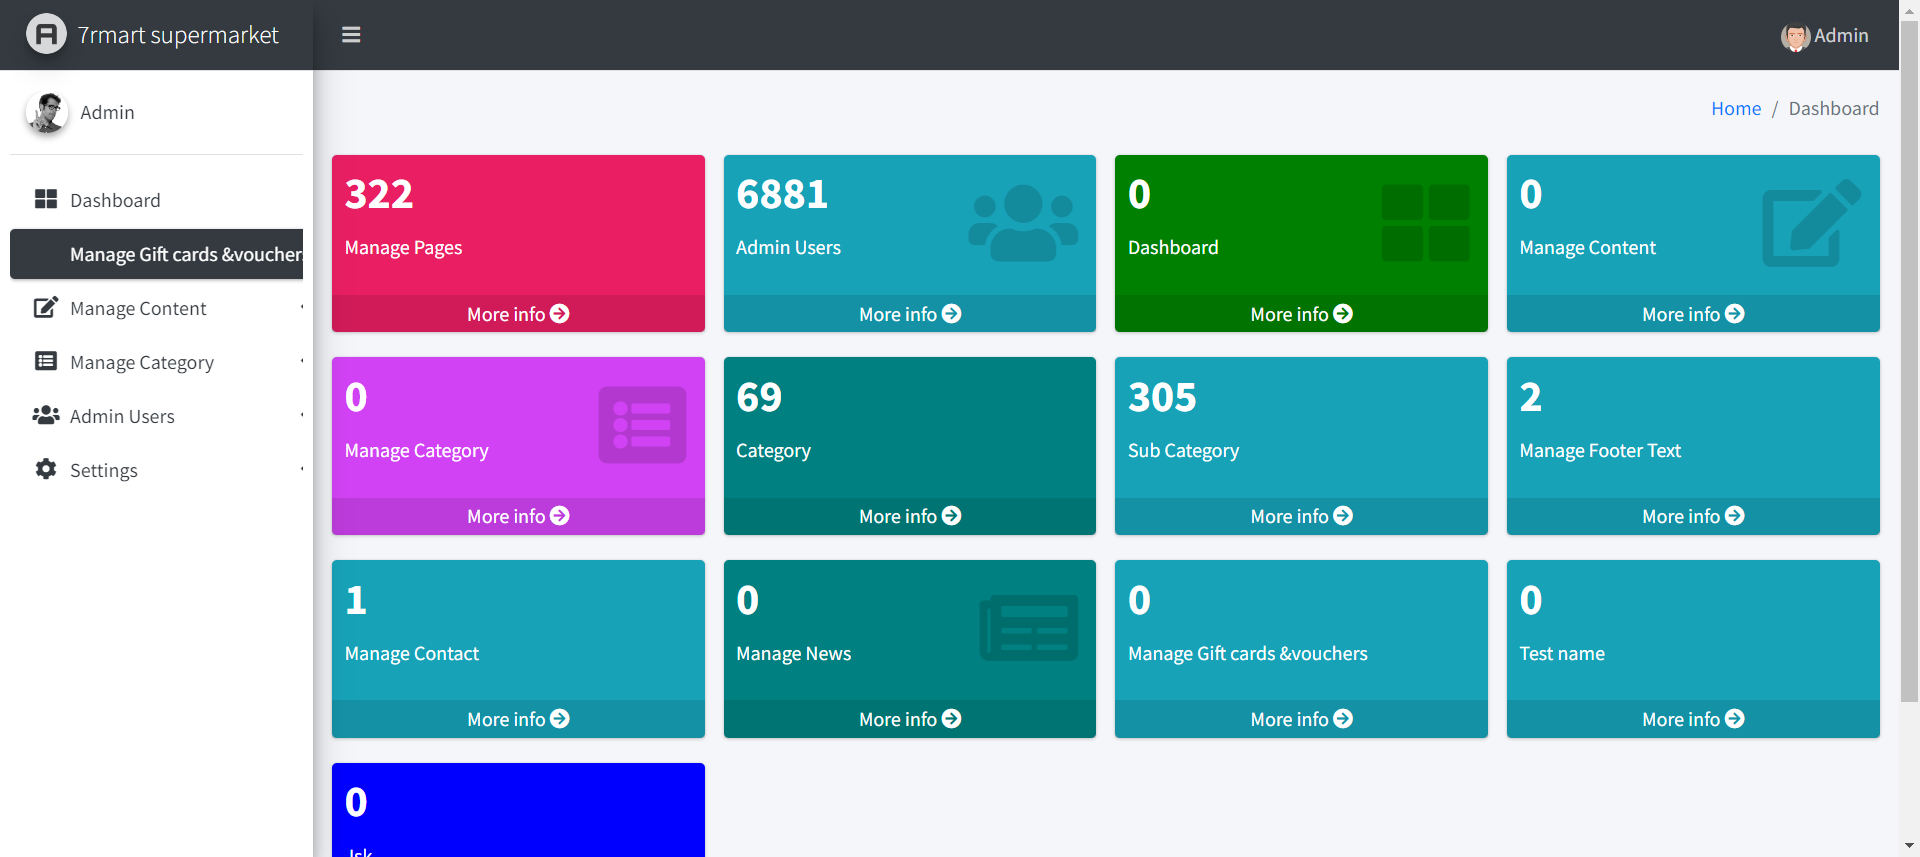 7rmart supermarket
Admin
Admin
Home / Dashboard
Dashboard
Manage Gift cards &voucher
Manage Content
Manage Category
Admin Users
Settings
322
Manage Pages
More info
6881
Admin Users
More info
0
Dashboard
More info
0
Manage Content
More info
0
Manage Category
More info
69
Category
More info
305
Sub Category
More info
2
Manage Footer Text
More info
1
Manage Contact
More info
0
Manage News
More info
0
Manage Gift cards &vouchers
More info
0
Test name
More info
0